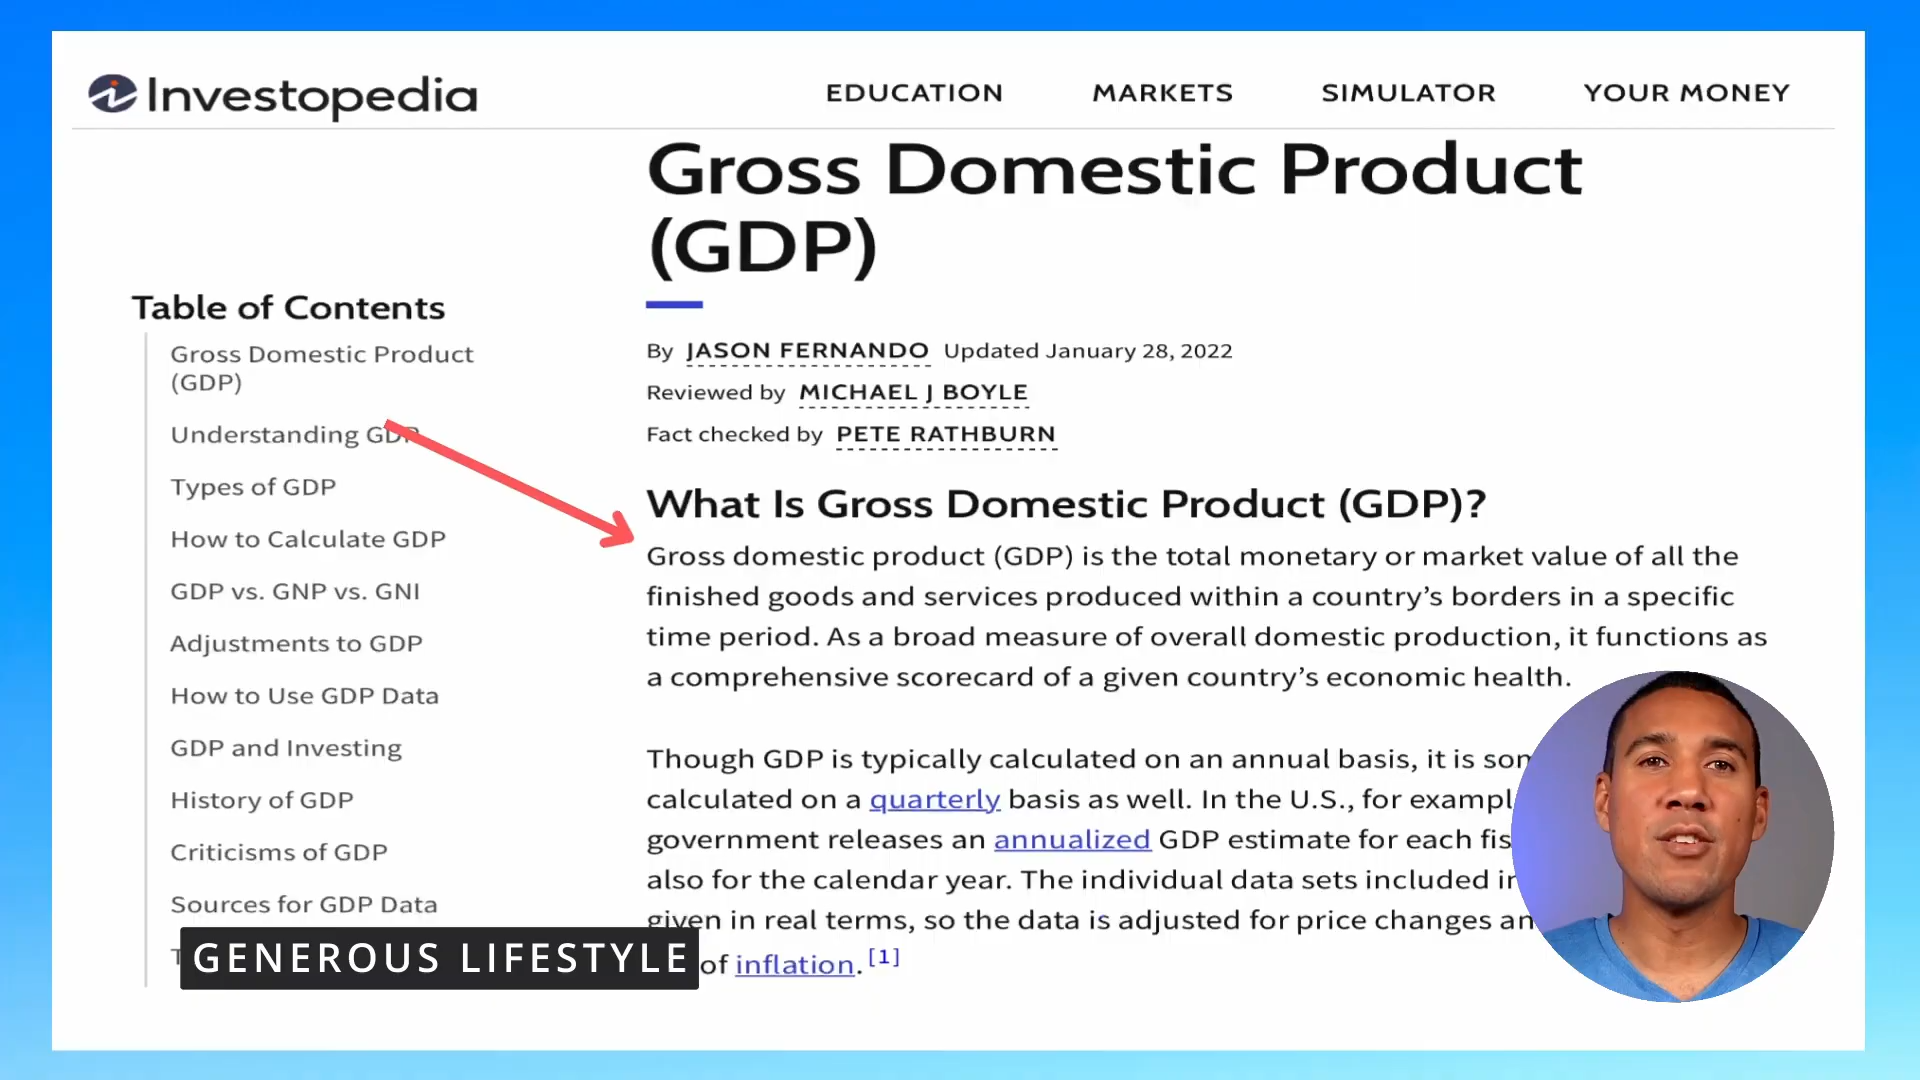 Investopedia
EDUCATION
MARKETS
SIMULATOR
YOUR MONEY
Gross Domestic Product
(GDP)
Table of Contents
Gross Domestic Product
(GDP)
Understanding GDP
Types of GDP
How to Calculate GDP
GDP vs. GNP vs. GNI
Adjustments to GDP
How to Use GDP Data
GDP and Investing
History of GDP
Criticisms of GDP
Sources for GDP Data
By JASON FERNANDO Updated January 28, 2022
Reviewed by MICHAEL J BOYLE
Fact checked by PETE RATHBURN
What Is Gross Domestic Product (GDP)?
Gross domestic product (GDP) is the total monetary or market value of all the
finished goods and services produced within a country’s borders in a specific
time period. As a broad measure of overall domestic production, it functions as
a comprehensive scorecard of a given country’s economic health.
Though GDP is typically calculated on an annual basis, it is
calculated on a quarterly basis as well. In the U.S., for
government releases an annualized GDP estimate for each
also for the calendar year. The individual data sets included
given in real terms, so the data is adjusted for price changes
of inflation. [1]
GENEROUS LIFESTYLE